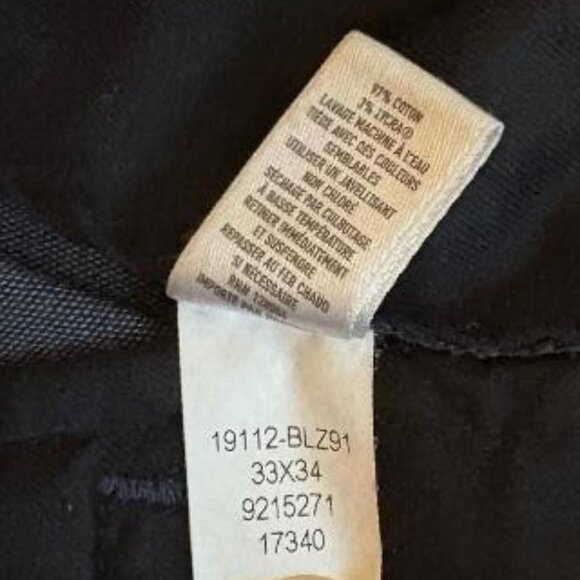 97% COTON
3% LYCRA®
LAVAGE MACHINE À L'EAU
TIÈDE AVEC DES COULEURS
SEMBLABLES
UTILISER UN JAVELLISANT
NON CHLORÉ
SÉCHAGE PAR CULBUTAGE
À BASSE TEMPÉRATURE
RETIRER IMMÉDIATEMENT
ET SUSPENDRE
REPASSER AU FER CHAUD
SI NÉCESSAIRE
19112-BLZ91
33X34
9215271
17340